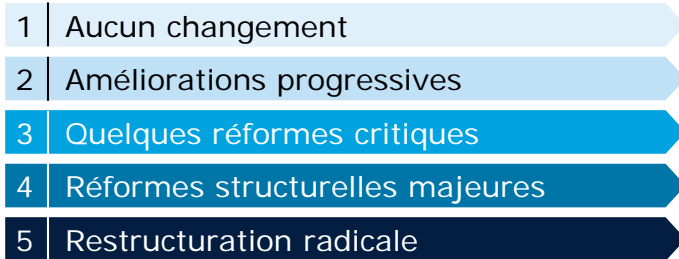 1 Aucun changement
2 Améliorations progressives
3 Quelques réformes critiques
4 Réformes structurelles majeures
5 Restructuration radicale